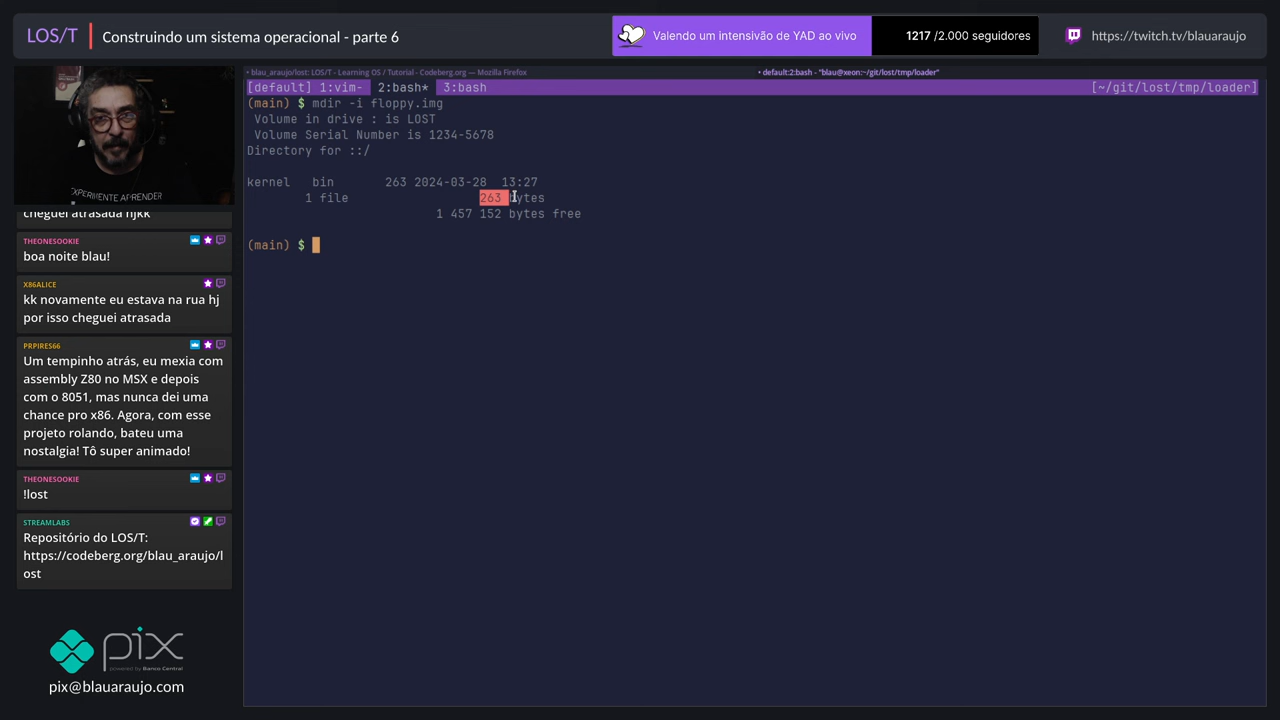 LOS/T
Construindo um sistema operacional - parte 6
Valendo um intensivão de YAD ao vivo
1217 /2.000 seguidores
https://twitch.tv/blauaraujo
• blau_araujo/lost: LOS/T - Learning OS / Tutorial - Codeberg.org — Mozilla Firefox
• default:2:bash - "blau@xeon:~/git/lost/tmp/loader"
[default] 1:vim- 2:bash* 3:bash [~/git/lost/tmp/loader]
(main) $ mdir -i floppy.img
Volume in drive : is LOST
Volume Serial Number is 1234-5678
Directory for ::/
kernel bin 263 2024-03-28 13:27
1 file 263 bytes
1 457 152 bytes free
(main) $
XPERIMENTE APRENDER
cheguei atrasada hjkk
THEONESOOKIE
boa noite blau!
X86ALICE
kk novamente eu estava na rua hj
por isso cheguei atrasada
PRPIRES66
Um tempinho atrás, eu mexia com
assembly Z80 no MSX e depois
com o 8051, mas nunca dei uma
chance pro x86. Agora, com esse
projeto rolando, bateu uma
nostalgia! Tô super animado!
THEONESOOKIE
!lost
STREAMLABS
Repositório do LOS/T:
https://codeberg.org/blau_araujo/l
ost
pix
powered by Banco Central
pix@blauaraujo.com